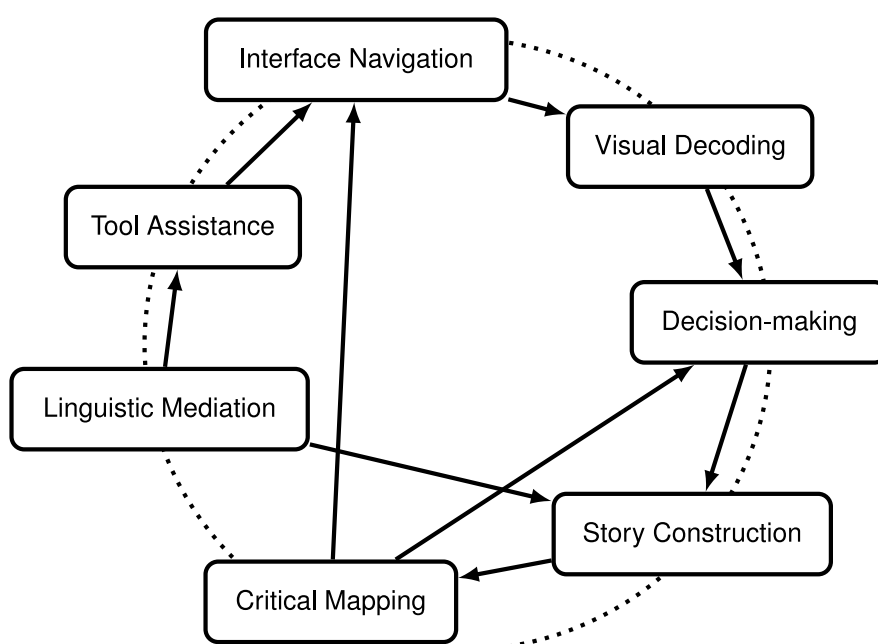 Interface Navigation
Visual Decoding
Tool Assistance
Decision-making
Linguistic Mediation
Story Construction
Critical Mapping